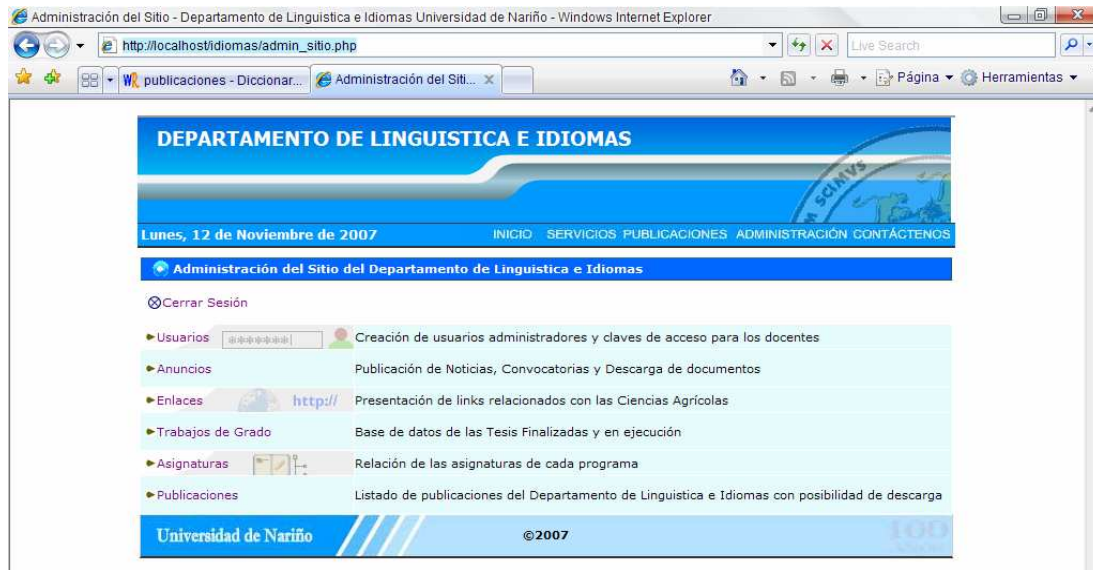 Administración del Sitio - Departamento de Linguistica e Idiomas Universidad de Nariño - Windows Internet Explorer
http://localhost/idiomas/admin_sitio.php
Live Search
publicaciones - Diccionar...
Administración del Siti...
Página
Herramientas
DEPARTAMENTO DE LINGUISTICA E IDIOMAS
M SCIMVS
Lunes, 12 de Noviembre de 2007
INICIO SERVICIOS PUBLICACIONES ADMINISTRACIÓN CONTÁCTENOS
Administración del Sitio del Departamento de Linguistica e Idiomas
Cerrar Sesión
Usuarios ******* Creación de usuarios administradores y claves de acceso para los docentes
Anuncios Publicación de Noticias, Convocatorias y Descarga de documentos
Enlaces http:// Presentación de links relacionados con las Ciencias Agrícolas
Trabajos de Grado Base de datos de las Tesis Finalizadas y en ejecución
Asignaturas Relación de las asignaturas de cada programa
Publicaciones Listado de publicaciones del Departamento de Linguistica e Idiomas con posibilidad de descarga
Universidad de Nariño ©2007